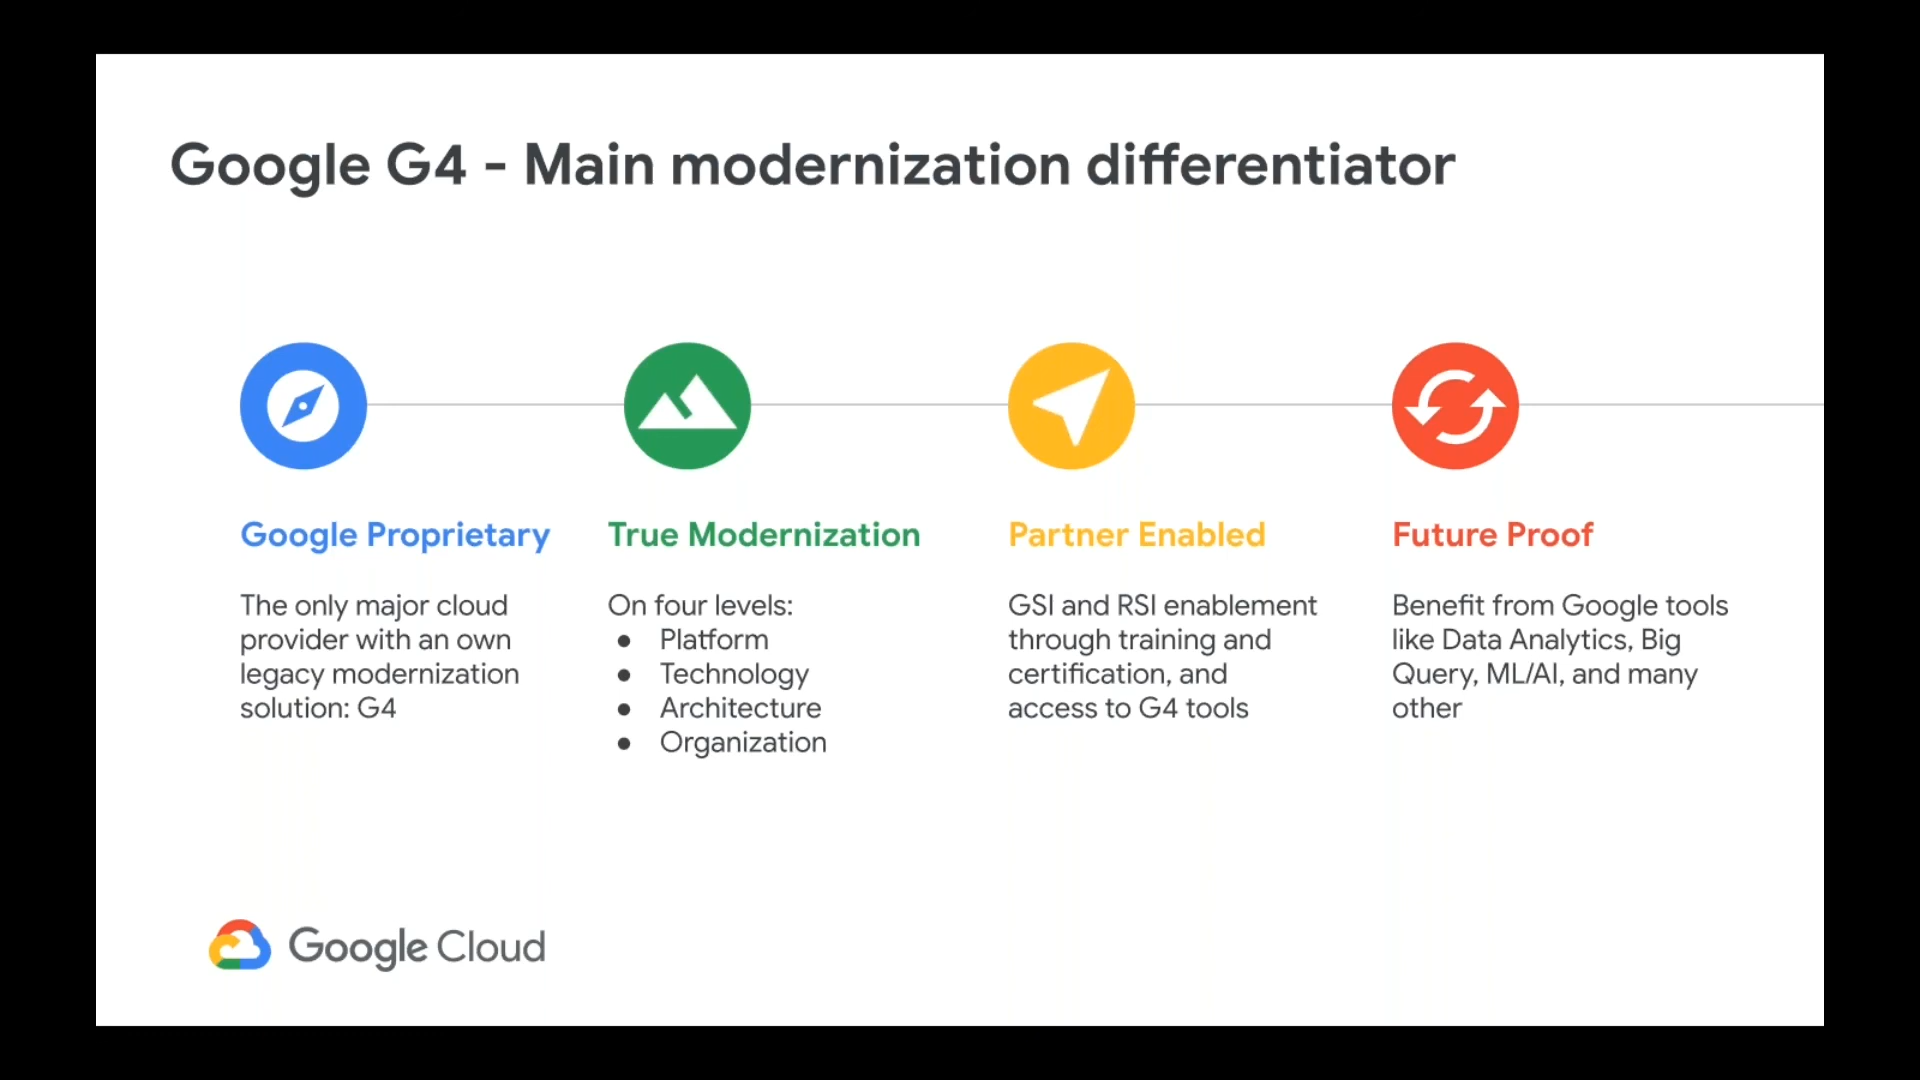 Google G4 - Main modernization differentiator
Google Proprietary
The only major cloud
provider with an own
legacy modernization
solution: G4
True Modernization
On four levels:
● Platform
● Technology
● Architecture
● Organization
Partner Enabled
GSI and RSI enablement
through training and
certification, and
access to G4 tools
Future Proof
Benefit from Google tools
like Data Analytics, Big
Query, ML/AI, and many
other
Google Cloud